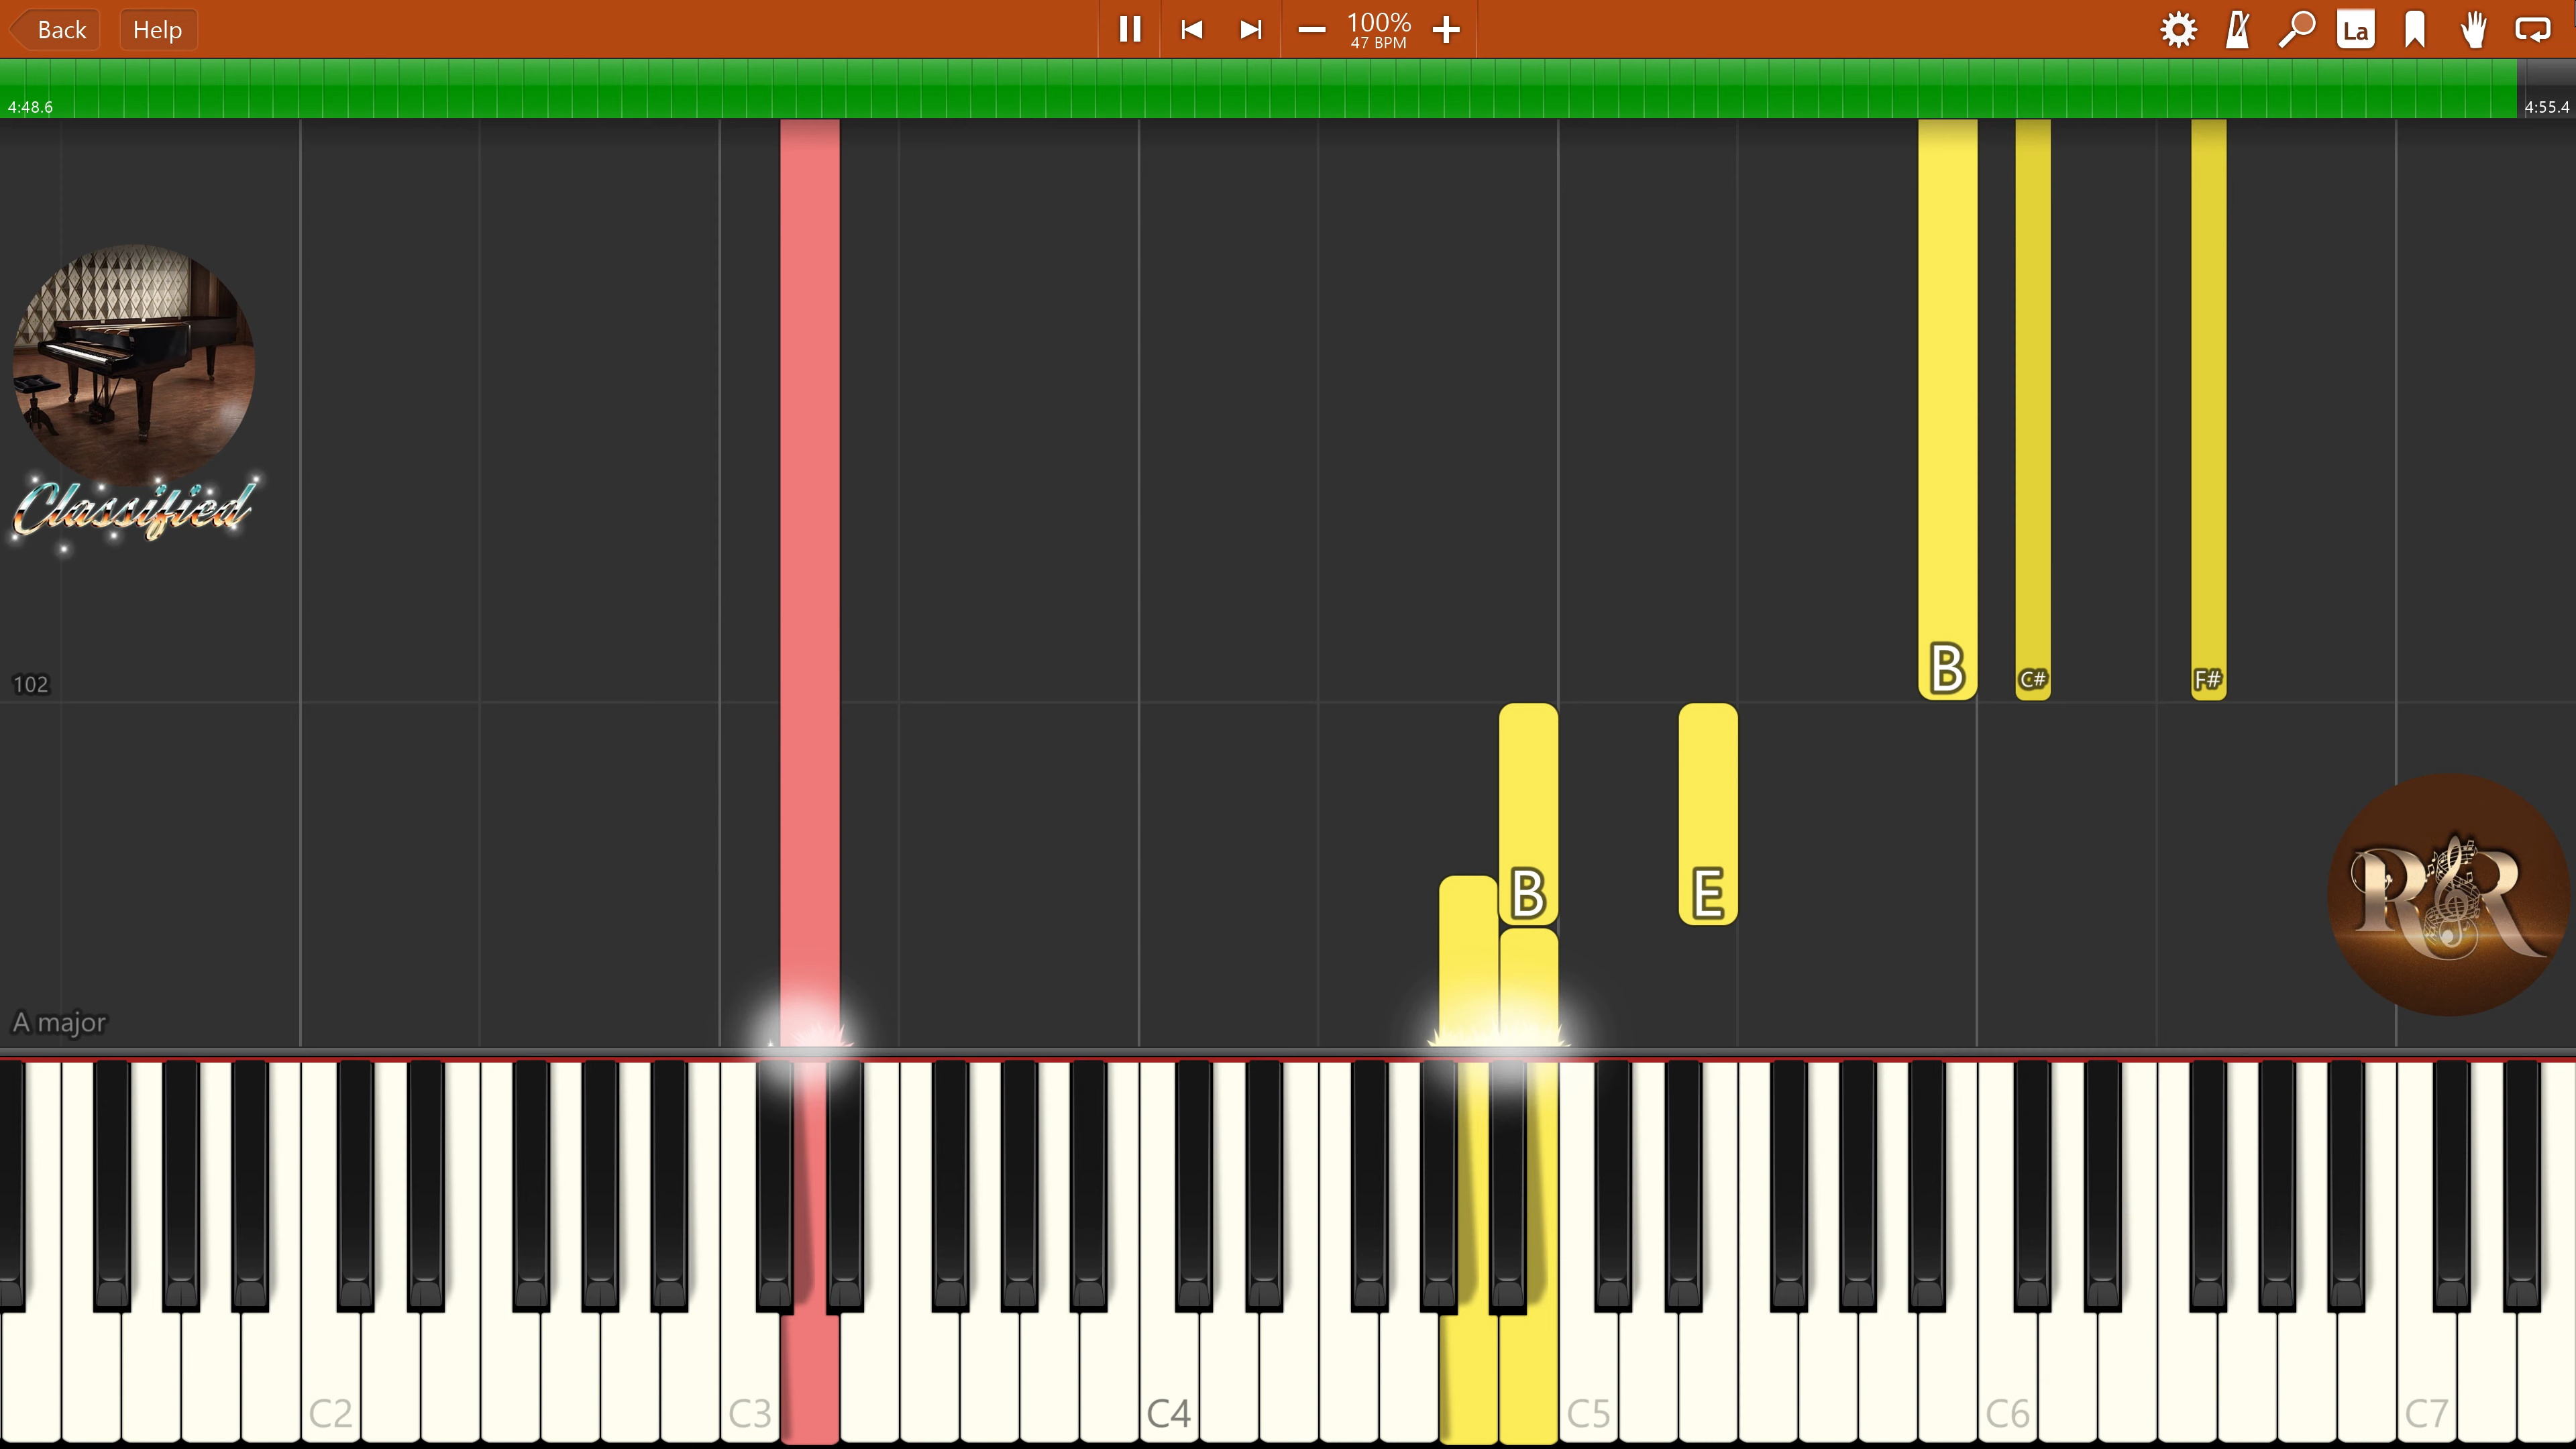 Back
Help
100%
47 BPM
La
4:48.6
4:55.4
Classified
B
C#
F#
102
B
E
R&R
A major
C2
C3
C4
C5
C6
C7